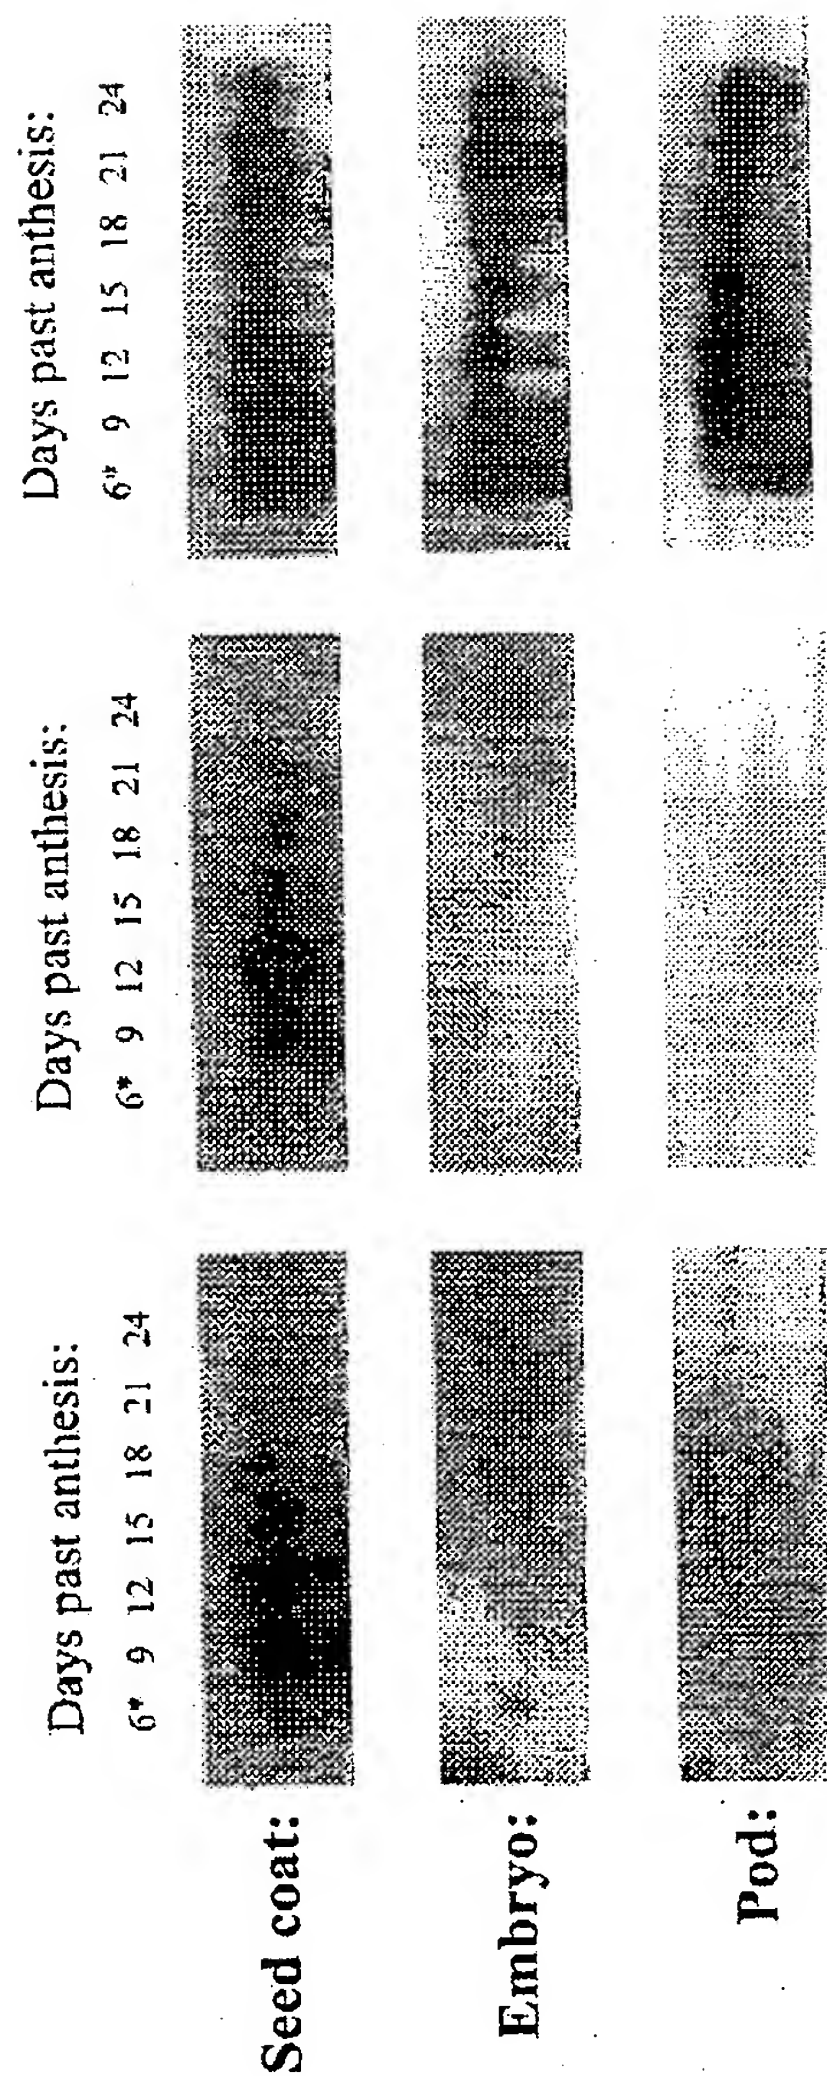 Days past anthesis: Days past anthesis: Days past anthesis:
6* 9 12 15 18 21 24 6* 9 12 15 18 21 24 6* 9 12 15 18 21 24
Seed coat:
Embryo:
Pod: